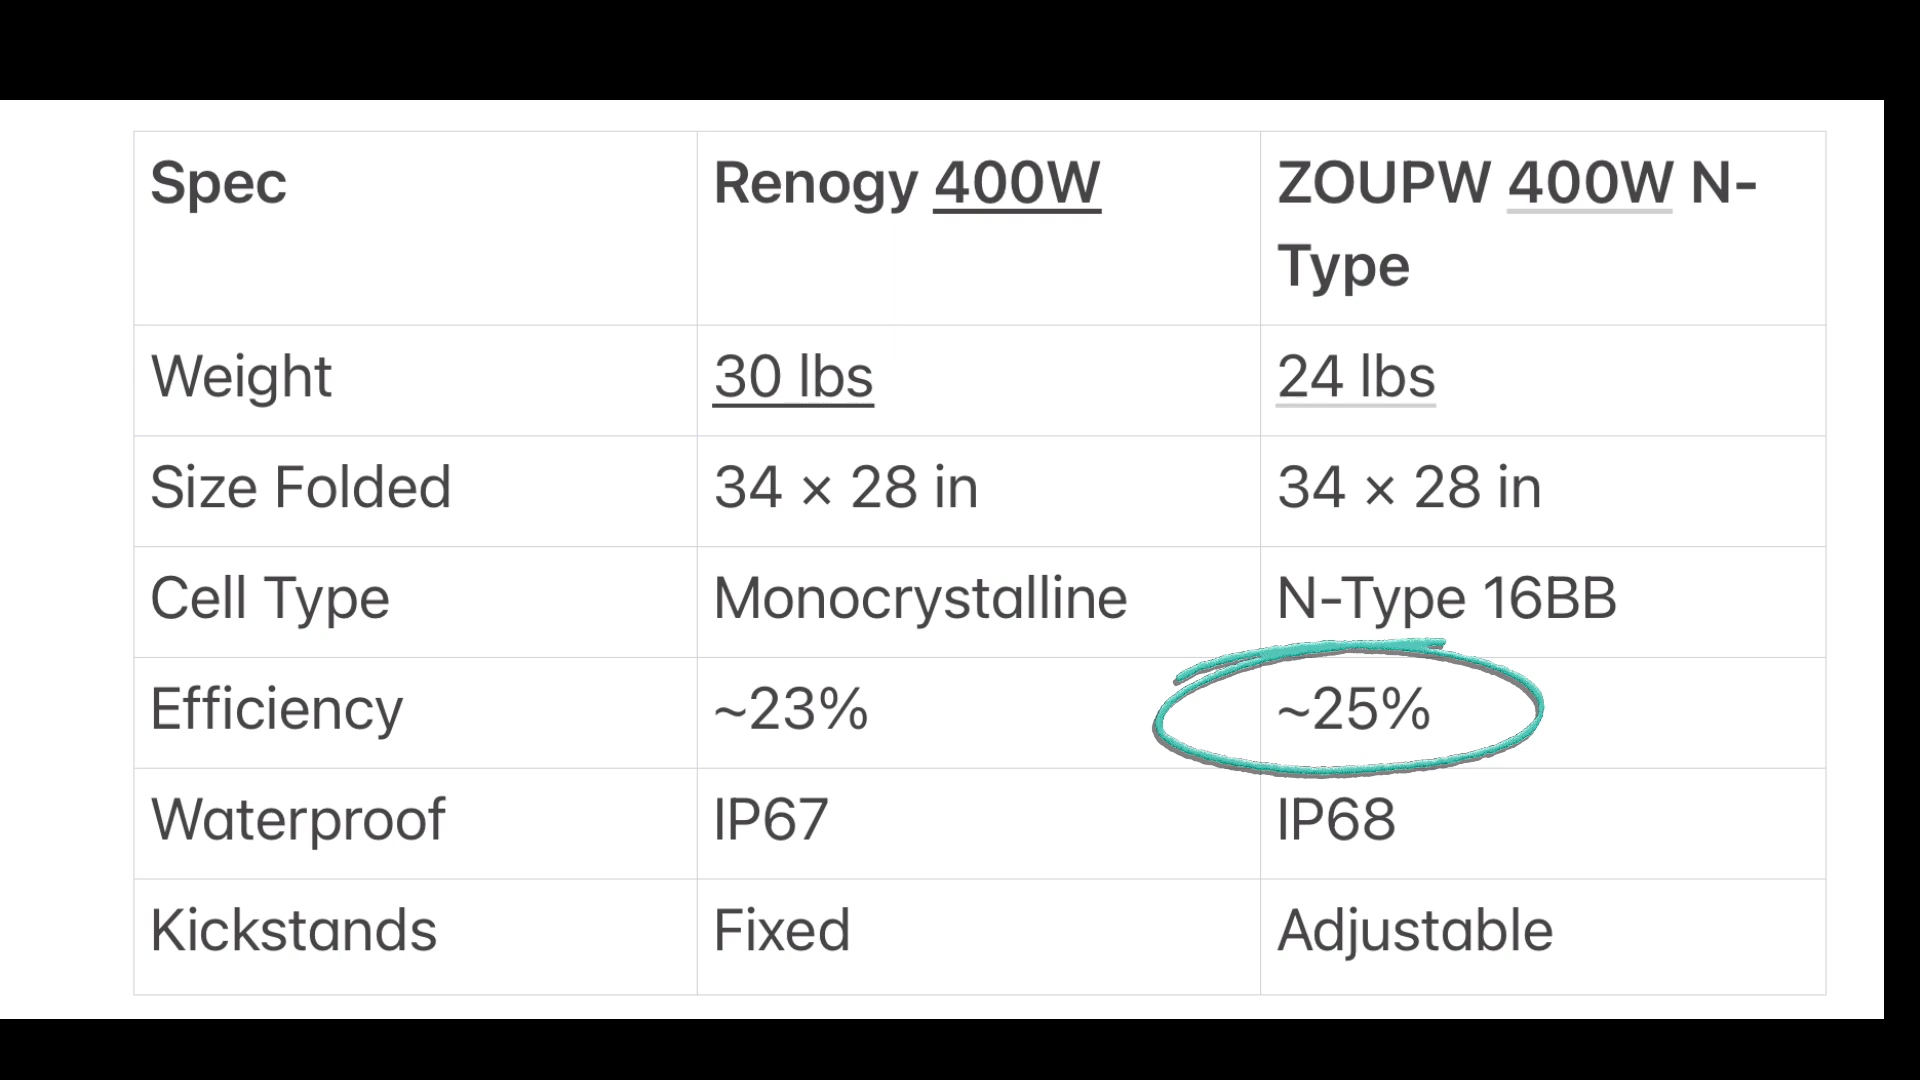 Spec Renogy 400W ZOUPW 400W N-
Type
Weight 30 lbs 24 lbs
Size Folded 34 × 28 in 34 × 28 in
Cell Type Monocrystalline N-Type 16BB
Efficiency ~23% ~25%
Waterproof IP67 IP68
Kickstands Fixed Adjustable